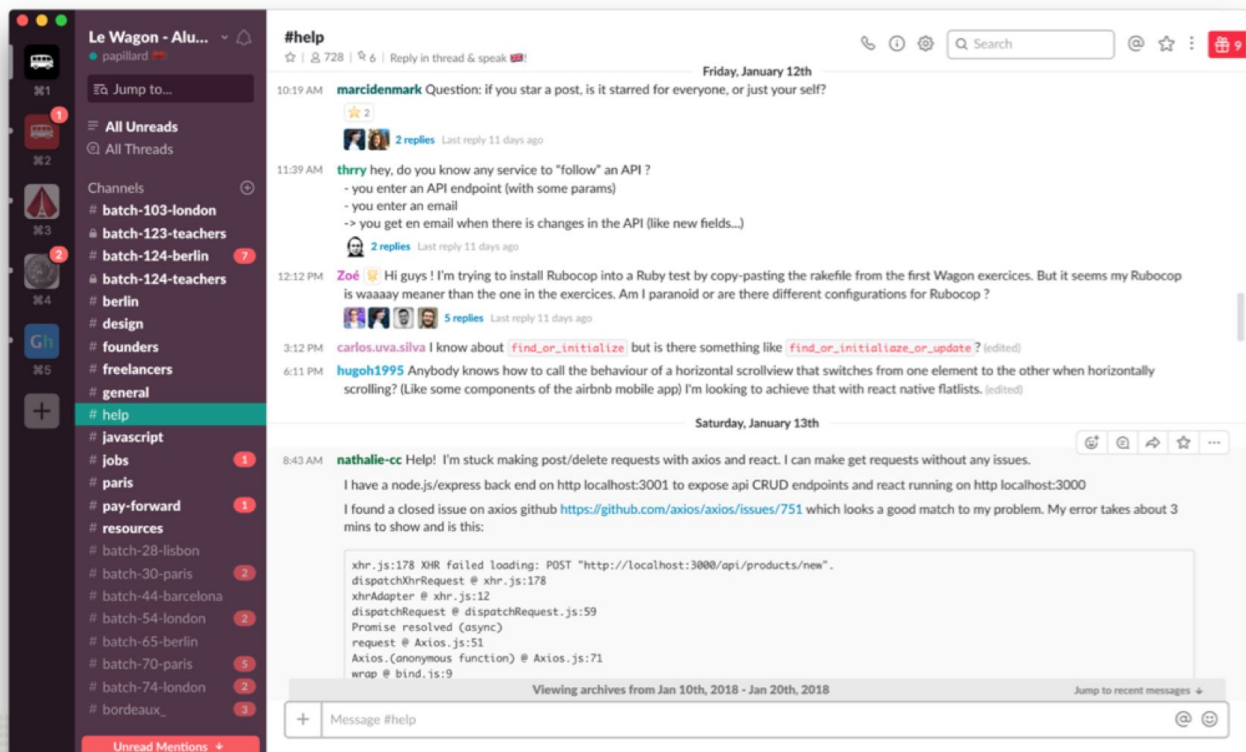 Le Wagon - Alu...
papillard
Jump to...
All Unreads
All Threads
Channels
# batch-103-london
batch-123-teachers
# batch-124-berlin 7
batch-124-teachers
# berlin
# design
# founders
# freelancers
# general
# help
# javascript
# jobs 1
# paris
# pay-forward 1
# resources
# batch-28-lisbon
# batch-30-paris 2
# batch-44-barcelona
# batch-54-london 2
# batch-65-berlin
# batch-70-paris 5
# batch-74-london 2
# bordeaux_ 3
Unread Mentions ↓
⌘1
1
⌘2
⌘3
2
⌘4
Gh
⌘5
+
#help
728 | 6 | Reply in thread & speak 🇬🇧!
Search
9
Friday, January 12th
10:19 AM marcidenmark Question: if you star a post, is it starred for everyone, or just your self?
2
2 replies Last reply 11 days ago
11:39 AM thrry hey, do you know any service to “follow” an API ?
- you enter an API endpoint (with some params)
- you enter an email
-> you get en email when there is changes in the API (like new fields...)
2 replies Last reply 11 days ago
12:12 PM Zoé Hi guys ! I'm trying to install Rubocop into a Ruby test by copy-pasting the rakefile from the first Wagon exercices. But it seems my Rubocop
is waaaay meaner than the one in the exercices. Am I paranoid or are there different configurations for Rubocop ?
5 replies Last reply 11 days ago
3:12 PM carlos.uva.silva I know about find_or_initialize but is there something like find_or_initialiaze_or_update ? (edited)
6:11 PM hugoh1995 Anybody knows how to call the behaviour of a horizontal scrollview that switches from one element to the other when horizontally
scrolling? (Like some components of the airbnb mobile app) I'm looking to achieve that with react native flatlists. (edited)
Saturday, January 13th
8:43 AM nathalie-cc Help! I'm stuck making post/delete requests with axios and react. I can make get requests without any issues.
I have a node.js/express back end on http localhost:3001 to expose api CRUD endpoints and react running on http localhost:3000
I found a closed issue on axios github https://github.com/axios/axios/issues/751 which looks a good match to my problem. My error takes about 3
mins to show and is this:
xhr.js:178 XHR failed loading: POST "http://localhost:3000/api/products/new".
dispatchXhrRequest @ xhr.js:178
xhrAdapter @ xhr.js:12
dispatchRequest @ dispatchRequest.js:59
Promise resolved (async)
request @ Axios.js:51
Axios.(anonymous function) @ Axios.js:71
wrap @ bind.js:9
Viewing archives from Jan 10th, 2018 - Jan 20th, 2018
Jump to recent messages ↓
+ Message #help